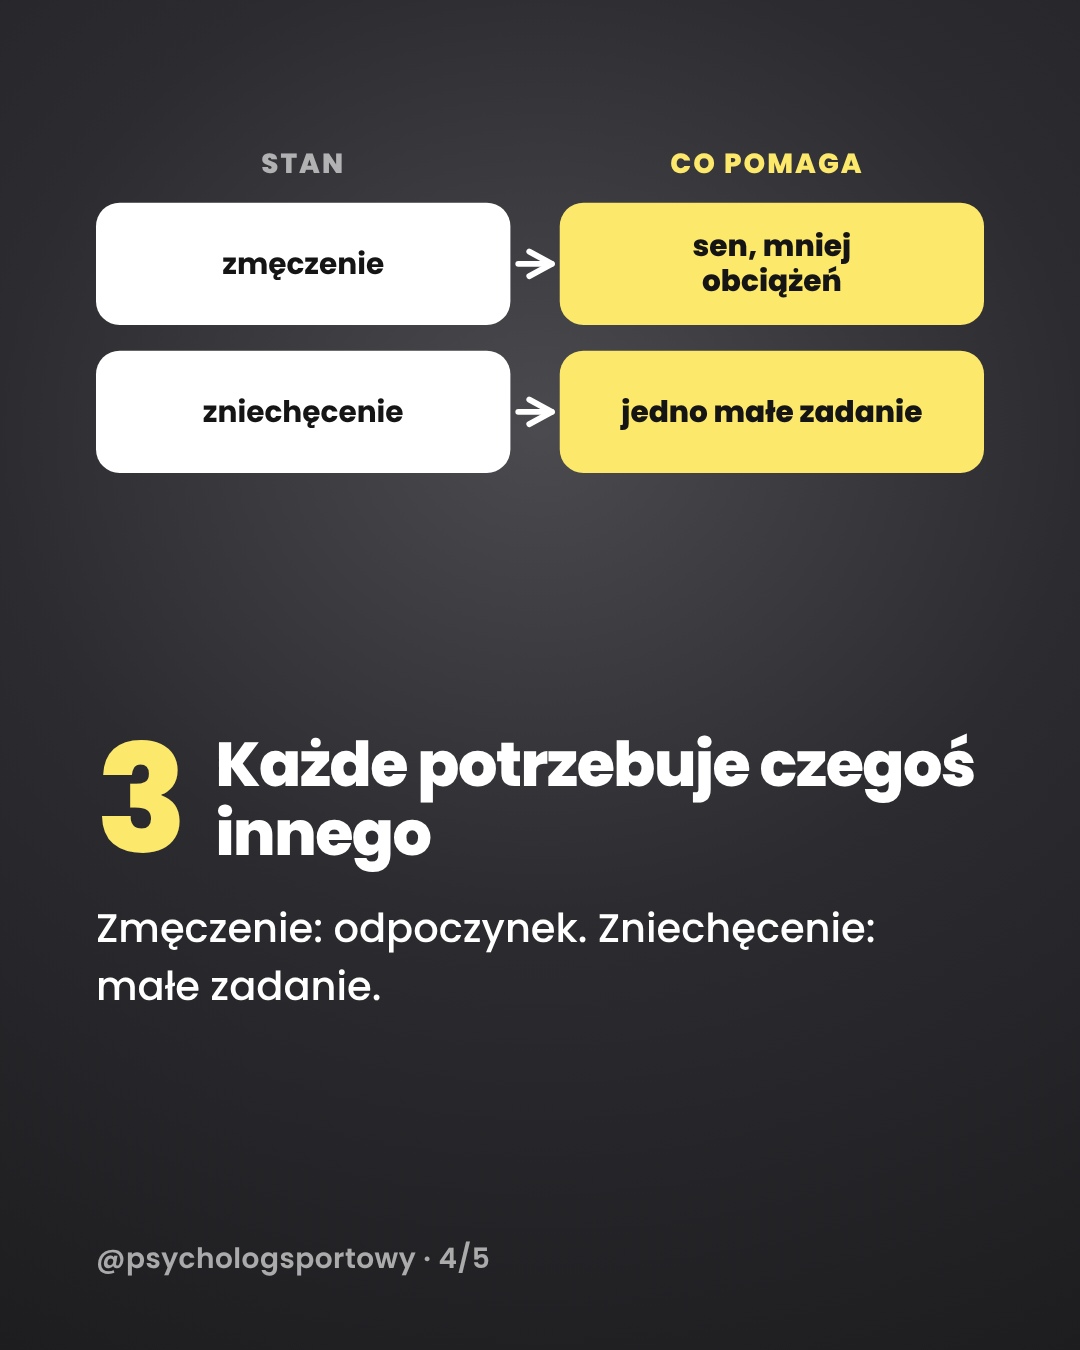 STAN
CO POMAGA
zmęczenie
sen, mniej
obciążeń
zniechęcenie
jedno małe zadanie
3
Każde potrzebuje czegoś
innego
Zmęczenie: odpoczynek. Zniechęcenie:
małe zadanie.
@psychologsportowy · 4/5